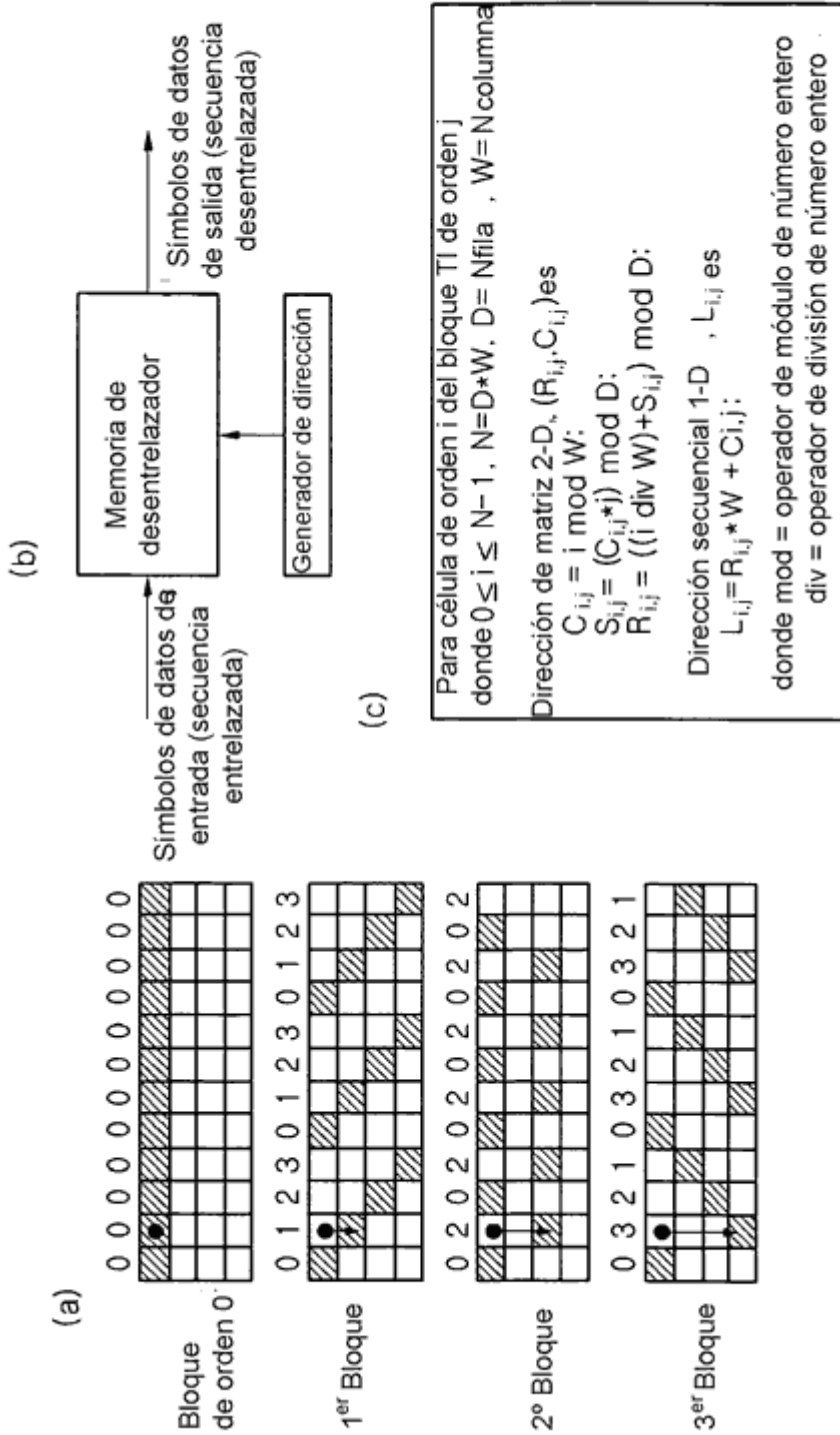 (a)
0 0 0 0 0 0 0 0 0 0 0 0
Bloque
de orden 0
0 1 2 3 0 1 2 3 0 1 2 3
1er Bloque
0 2 0 2 0 2 0 2 0 2 0 2
2º Bloque
0 3 2 1 0 3 2 1 0 3 2 1
3er Bloque
(b)
Símbolos de datos de
entrada (secuencia
entrelazada)
Memoria de
desentrelazador
Símbolos de datos
de salida (secuencia
desentrelazada)
Generador de dirección
(c)
Para célula de orden i del bloque TI de orden j
donde 0 ≤ i ≤ N-1, N=D*W, D= Nfila , W=Ncolumna
Dirección de matriz 2-D, (Ri,j,Ci,j)es
Ci,j = i mod W:
Si,j= (Ci,j*j) mod D:
Ri,j = ((i div W)+Si,j) mod D:
Dirección secuencial 1-D , Li,j es
Li,j=Ri,j*W + Ci,j:
donde mod = operador de módulo de número entero
div = operador de división de número entero